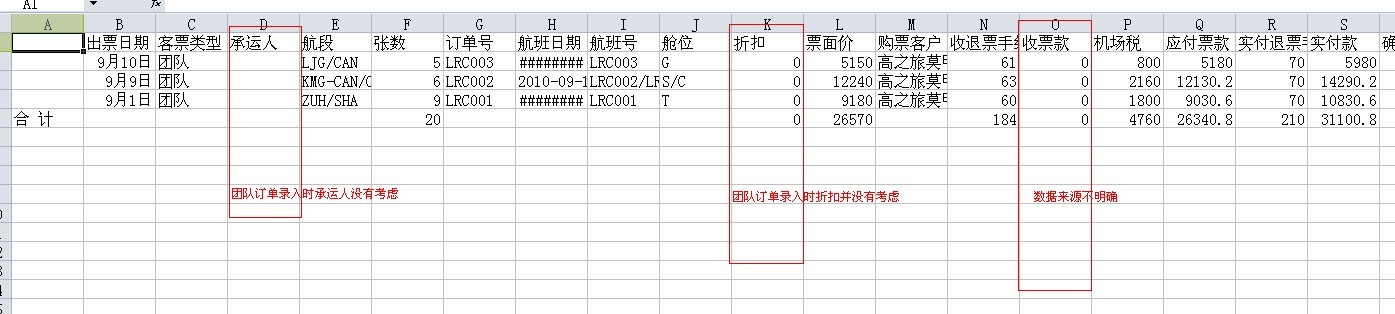 A1 fx
A B C D E F G H I J K L M N O P Q R S
出票日期 客票类型 承运人 航段 张数 订单号 航班日期 航班号 舱位 折扣 票面价 购票客户 收退票手 收票款 机场税 应付票款 实付退票 实付款 确
9月10日 团队 LJG/CAN 5 LRC003 ######## LRC003 G 0 5150 高之旅莫 61 0 800 5180 70 5980
9月9日 团队 KMG-CAN/ 6 LRC002 2010-09-1 LRC002/LR S/C 0 12240 高之旅莫 63 0 2160 12130.2 70 14290.2
9月1日 团队 ZUH/SHA 9 LRC001 ######## LRC001 T 0 9180 高之旅莫 60 0 1800 9030.6 70 10830.6
合 计 20 0 26570 184 0 4760 26340.8 210 31100.8
团队订单录入时承运人没有考虑 团队订单录入时折扣并没有考虑 数据来源不明确